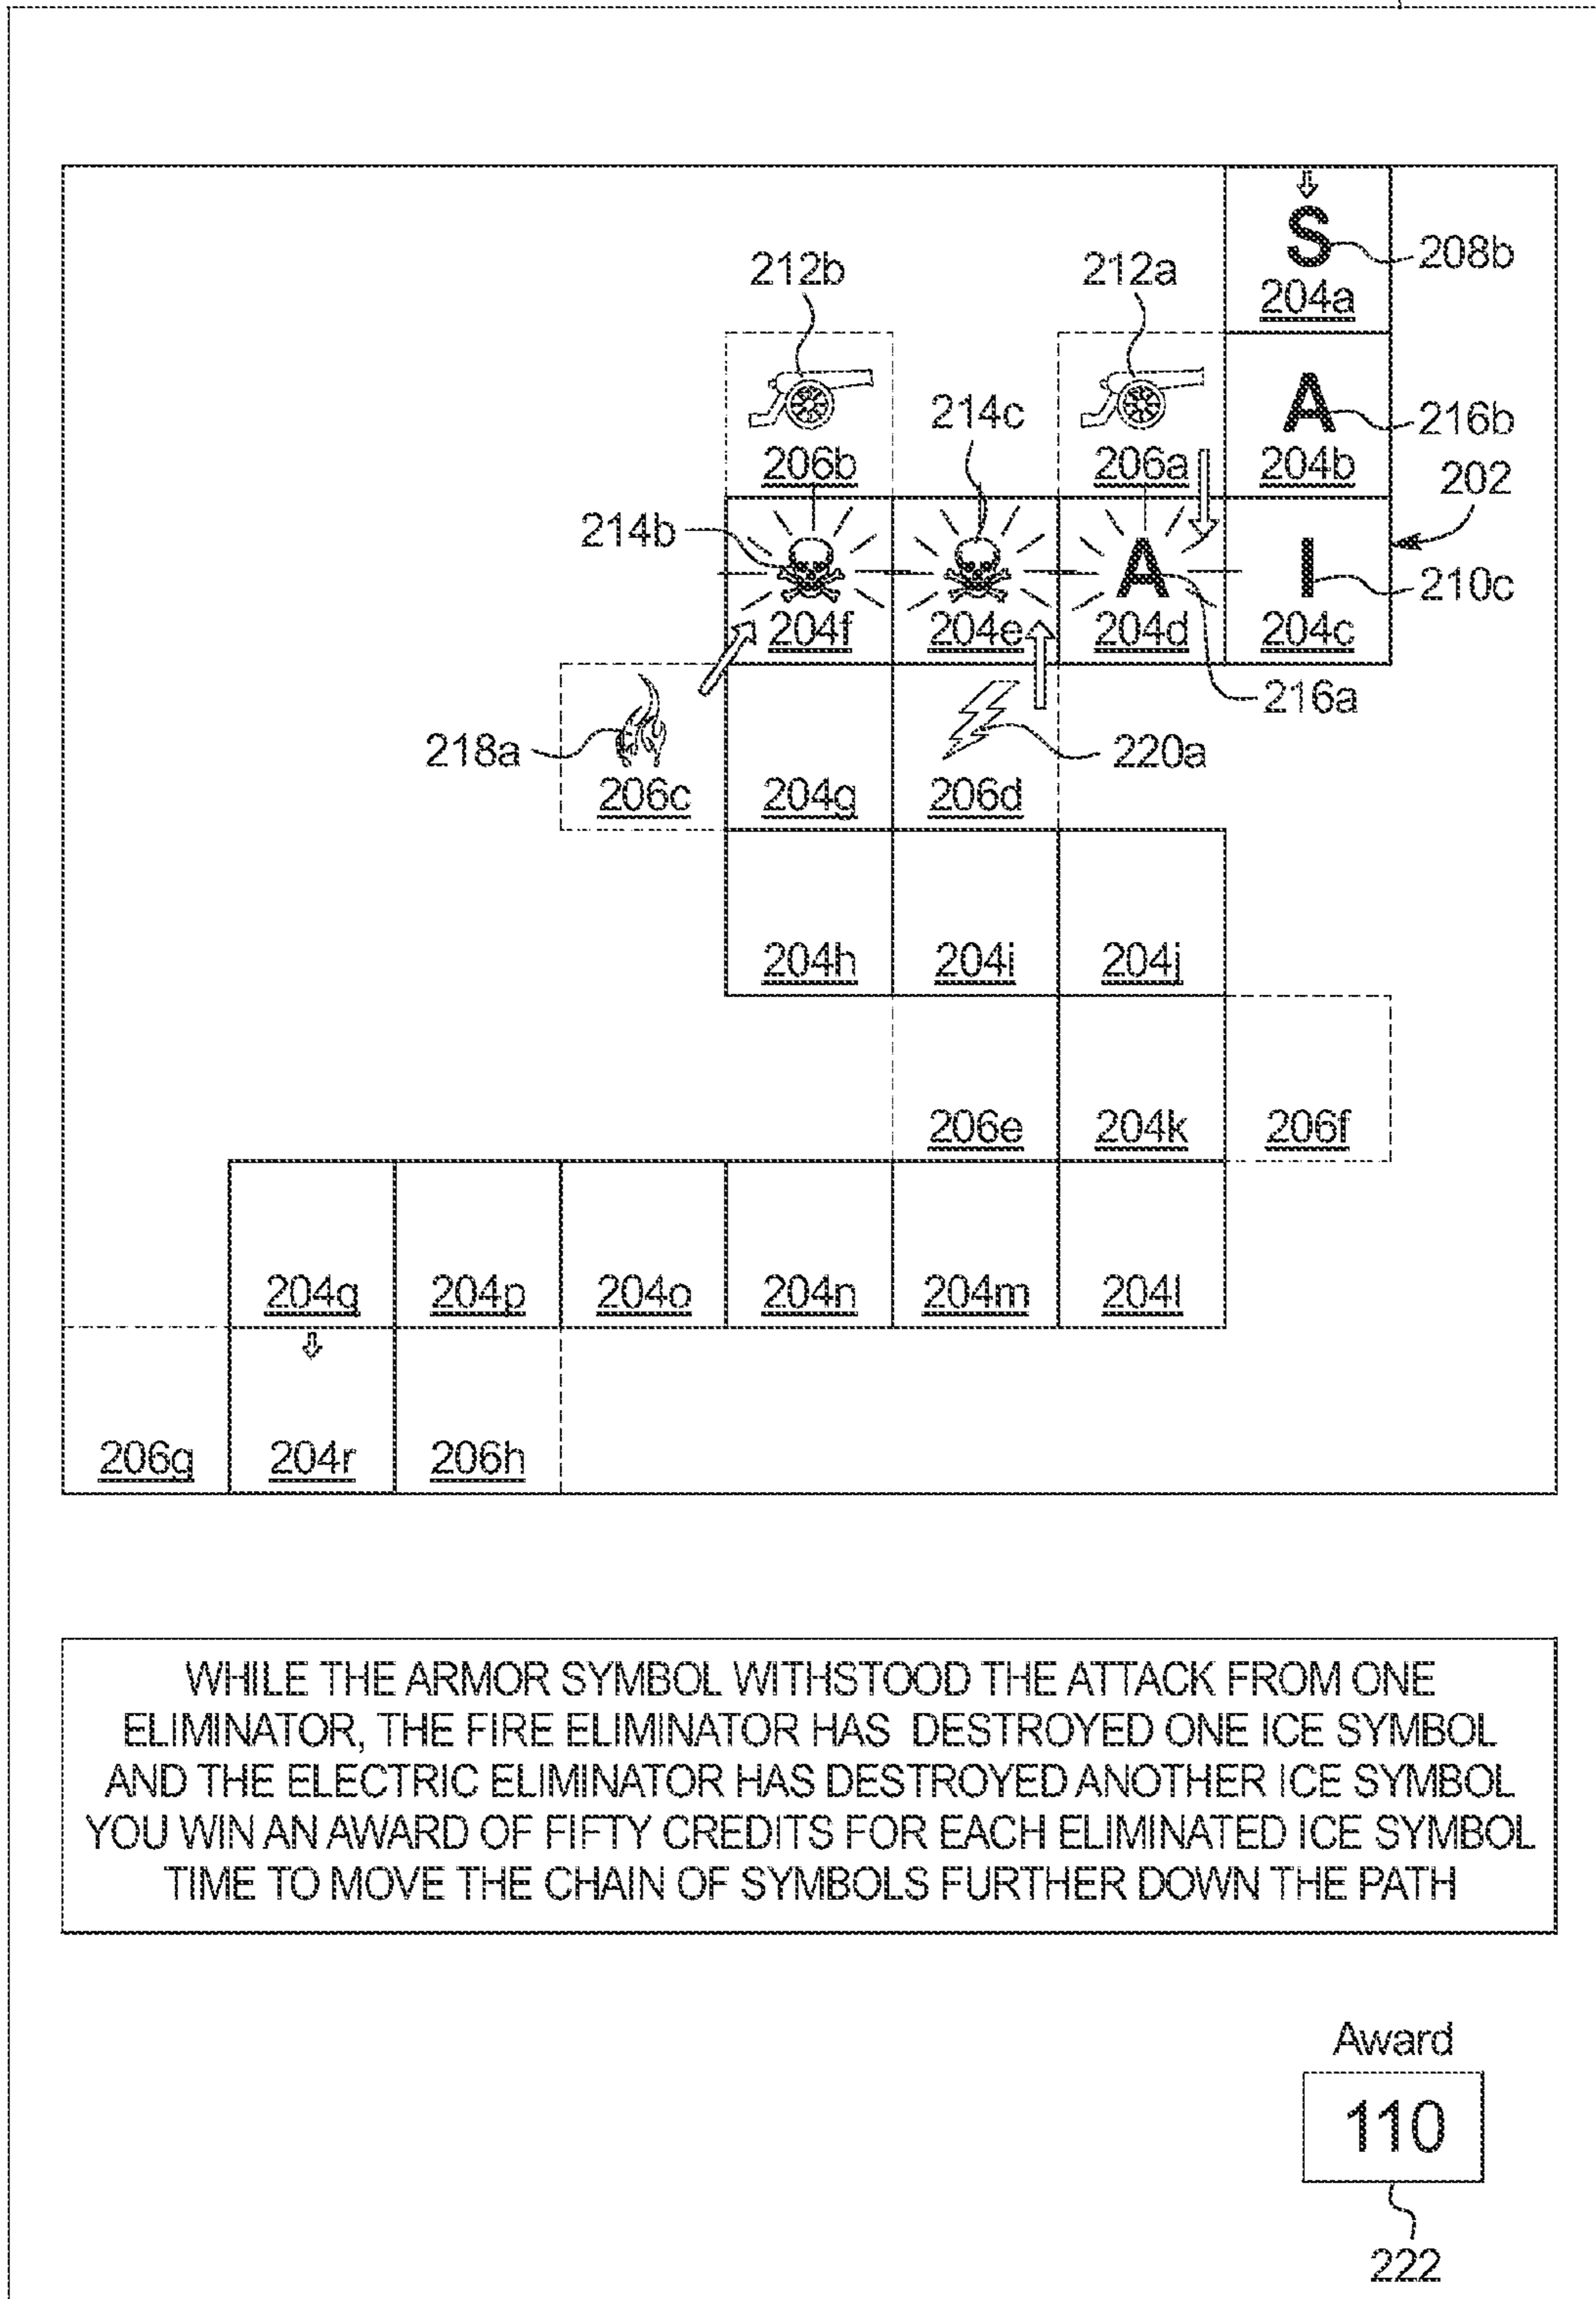 S
208b
204a
212b
212a
A
216b
206b
214c
206a
204b
202
214b
A
I
210c
204f
204e
204d
204c
216a
218a
220a
206c
204g
206d
204h
204i
204j
206e
204k
206f
204q
204p
204o
204n
204m
204l
206g
204r
206h
WHILE THE ARMOR SYMBOL WITHSTOOD THE ATTACK FROM ONE
ELIMINATOR, THE FIRE ELIMINATOR HAS DESTROYED ONE ICE SYMBOL
AND THE ELECTRIC ELIMINATOR HAS DESTROYED ANOTHER ICE SYMBOL
YOU WIN AN AWARD OF FIFTY CREDITS FOR EACH ELIMINATED ICE SYMBOL
TIME TO MOVE THE CHAIN OF SYMBOLS FURTHER DOWN THE PATH
Award
110
222